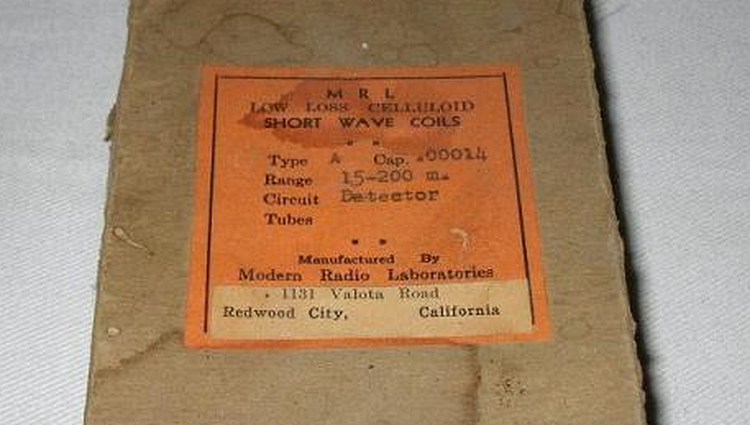 M R L
LOW LOSS CELLULOID
SHORT WAVE COILS
Type A Cap. .00014
Range 15-200 m.
Circuit Detector
Tubes
Manufactured By
Modern Radio Laboratories
1131 Valota Road
Redwood City, California